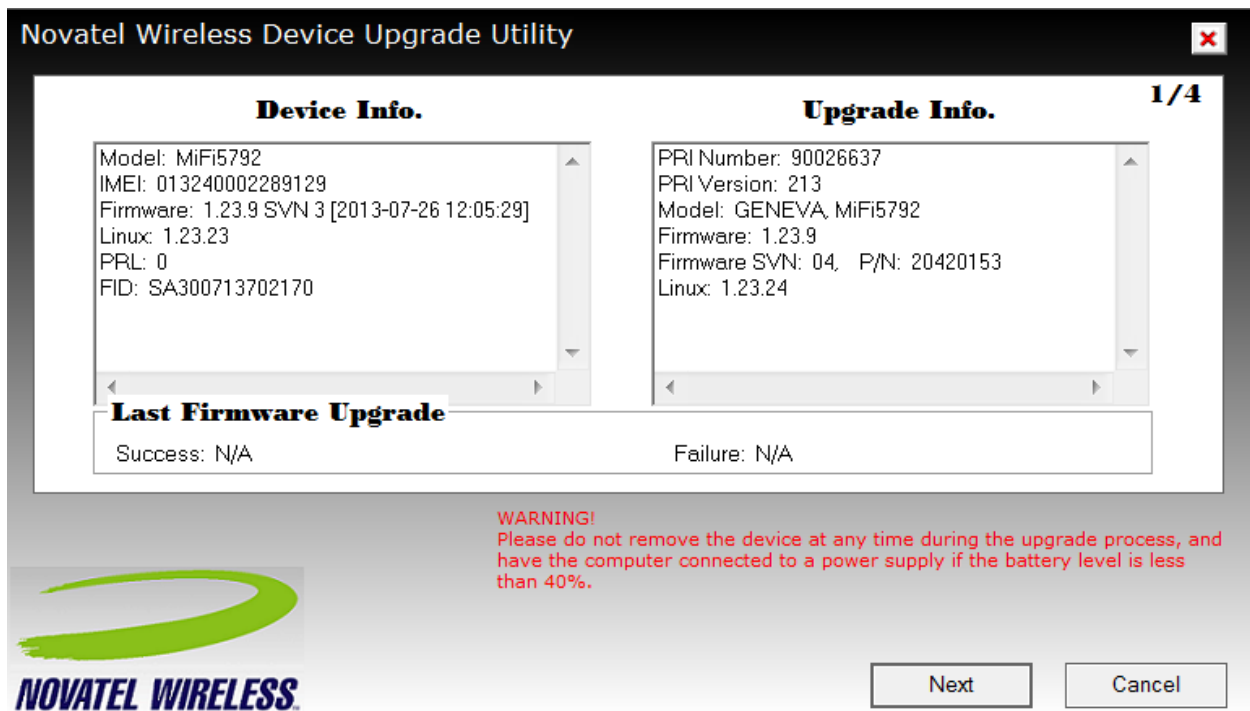 Novatel Wireless Device Upgrade Utility
1/4
Device Info.
Model: MiFi5792
IMEI: 013240002289129
Firmware: 1.23.9 SVN 3 [2013-07-26 12:05:29]
Linux: 1.23.23
PRL: 0
FID: SA300713702170
Upgrade Info.
PRI Number: 90026637
PRI Version: 213
Model: GENEVA, MiFi5792
Firmware: 1.23.9
Firmware SVN: 04, P/N: 20420153
Linux: 1.23.24
Last Firmware Upgrade
Success: N/A
Failure: N/A
WARNING!
Please do not remove the device at any time during the upgrade process, and
have the computer connected to a power supply if the battery level is less
than 40%.
NOVATEL WIRELESS.
Next
Cancel